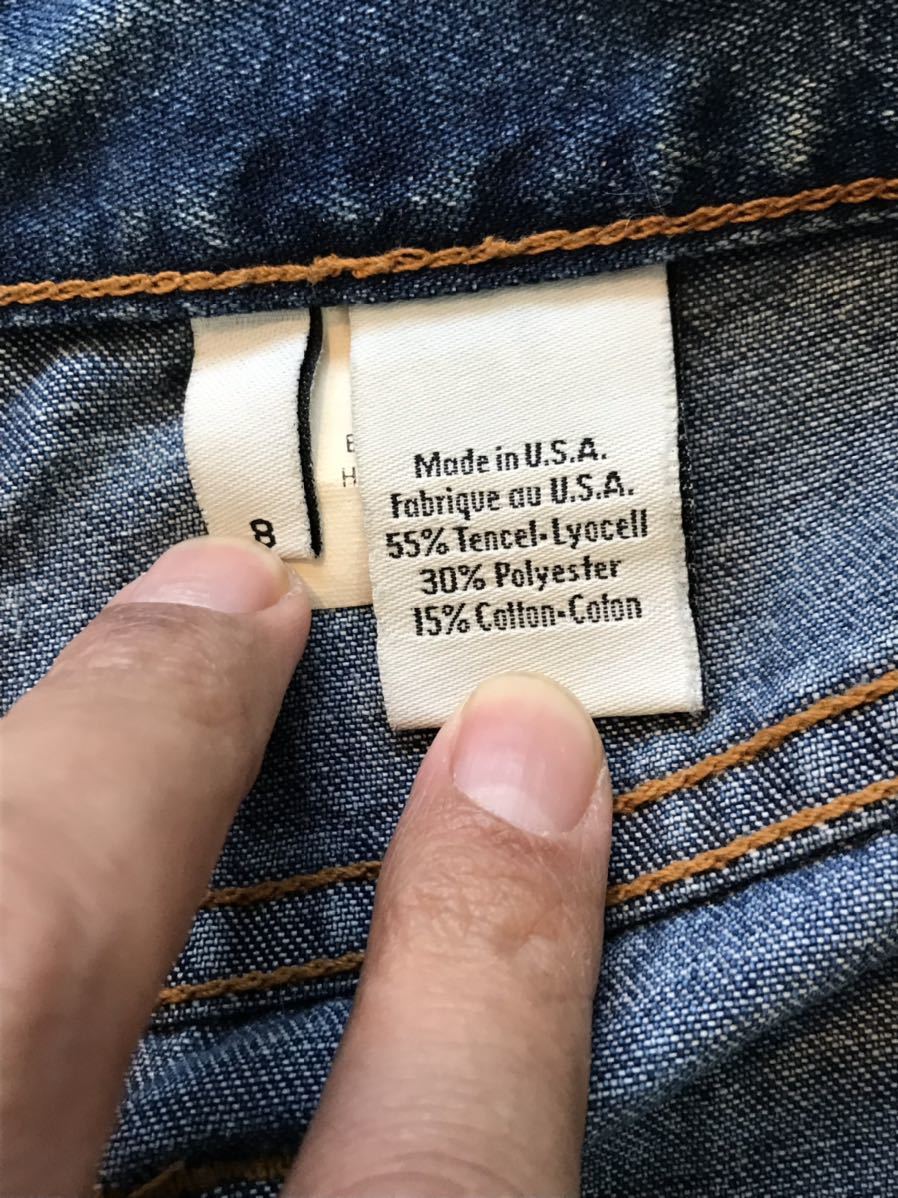 8
Made in U.S.A.
Fabrique au U.S.A.
55% Tencel-Lyocell
30% Polyester
15% Cotton-Coton